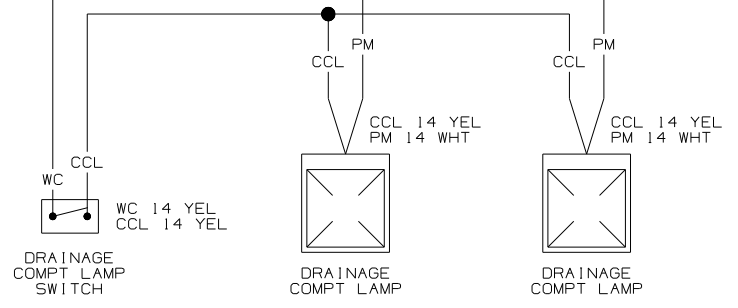 PM
PM
CCL
CCL
CCL 14 YEL
PM 14 WHT
CCL 14 YEL
PM 14 WHT
CCL
WC
WC 14 YEL
CCL 14 YEL
DRAINAGE
COMPT LAMP
SWITCH
DRAINAGE
COMPT LAMP
DRAINAGE
COMPT LAMP